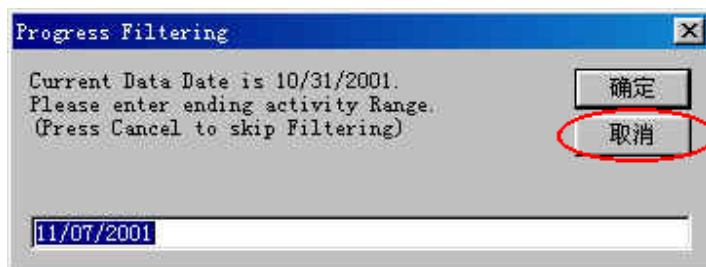 Progress Filtering
Current Data Date is 10/31/2001.
Please enter ending activity Range.
(Press Cancel to skip Filtering)
确定
取消
11/07/2001